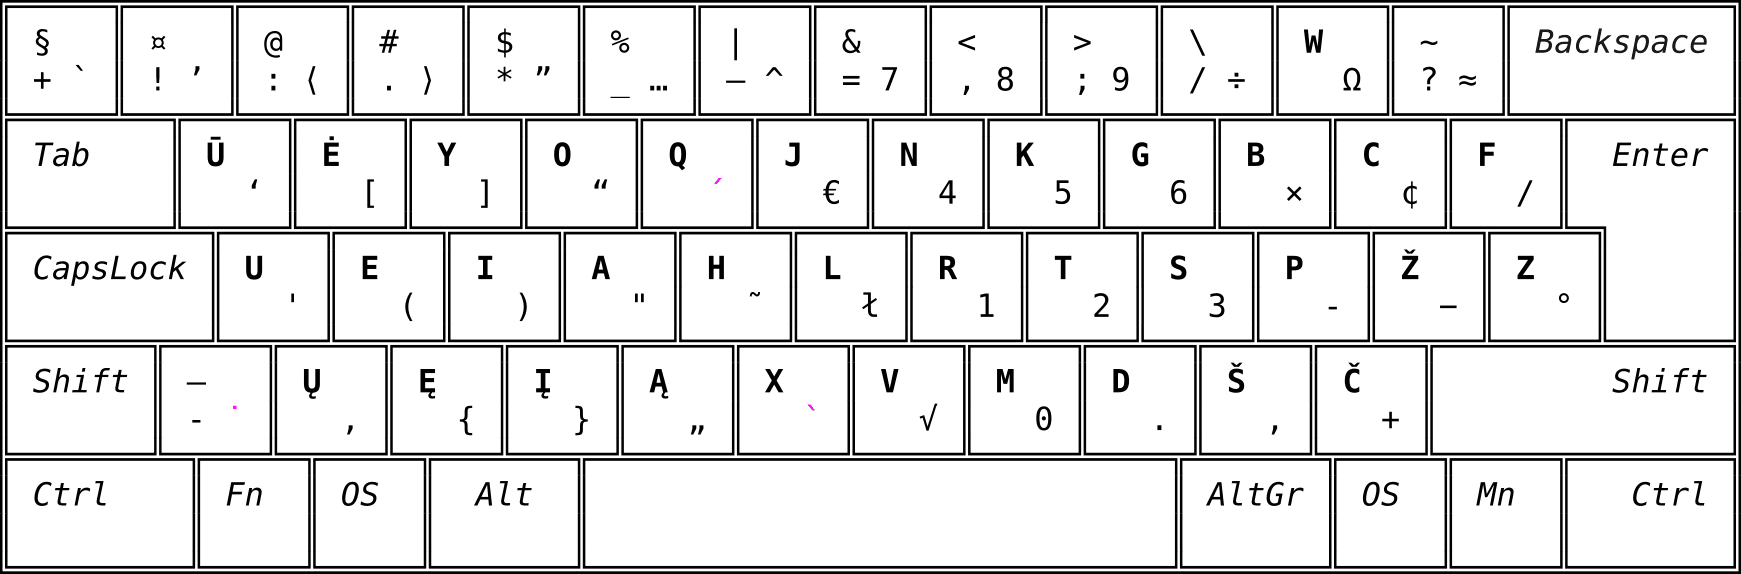 § ¤ @ # $ % | & < > \ W ~ Backspace
+ ` ! ’ : ⟨ . ⟩ * ” _ … — ^ = 7 , 8 ; 9 / ÷ Ω ? ≈
Tab Ū Ė Y O Q J N K G B C F Enter
‘ [ ] “ ´ € 4 5 6 × ¢ /
CapsLock U E I A H L R T S P Ž Z
' ( ) " ~ ł 1 2 3 - − °
Shift – Ų Ę Į Ą X V M D Š Č Shift
- ˙ ‚ { } „ ` √ 0 . , +
Ctrl Fn OS Alt AltGr OS Mn Ctrl